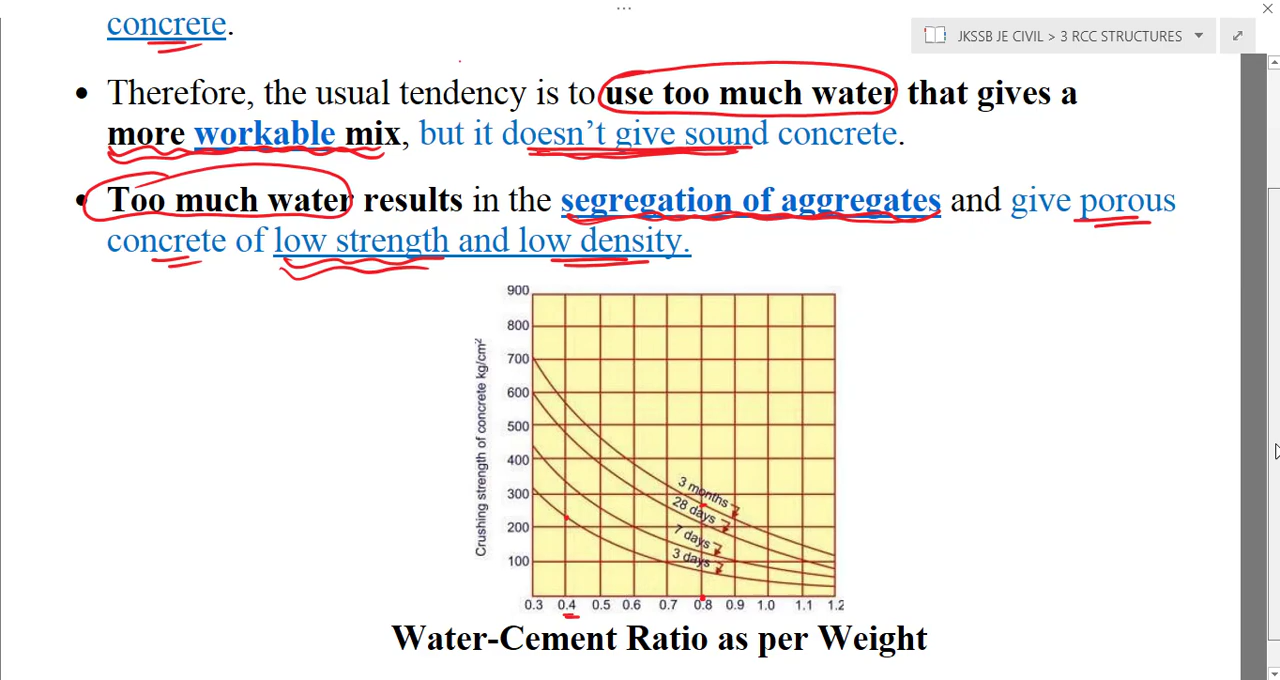 ...
concrete.
JKSSB JE CIVIL > 3 RCC STRUCTURES
• Therefore, the usual tendency is to use too much water that gives a
more workable mix, but it doesn’t give sound concrete.
• Too much water results in the segregation of aggregates and give porous
concrete of low strength and low density.
Crushing strength of concrete kg/cm²
900
800
700
600
500
400
300
200
100
3 months
28 days
7 days
3 days
0.3 0.4 0.5 0.6 0.7 0.8 0.9 1.0 1.1 1.2
Water-Cement Ratio as per Weight